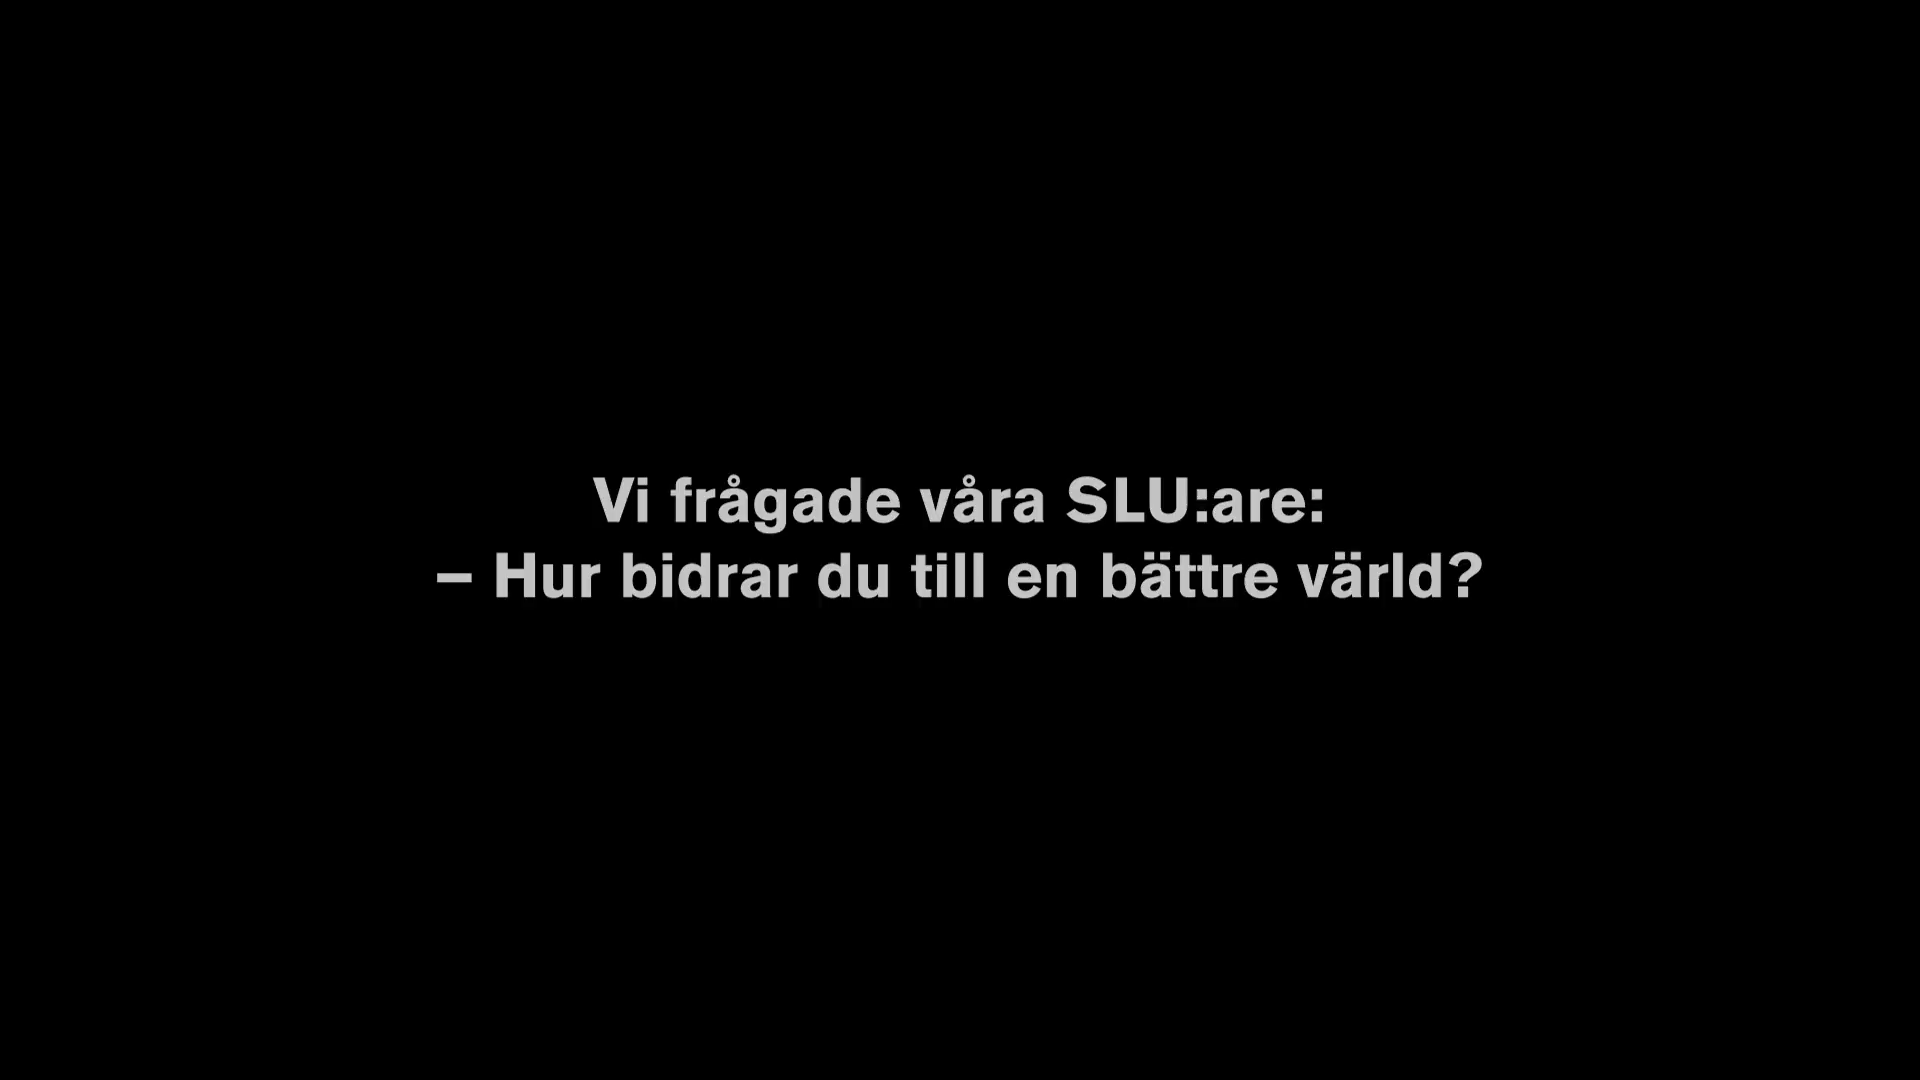 Vi frågade våra SLU:are:
– Hur bidrar du till en bättre värld?